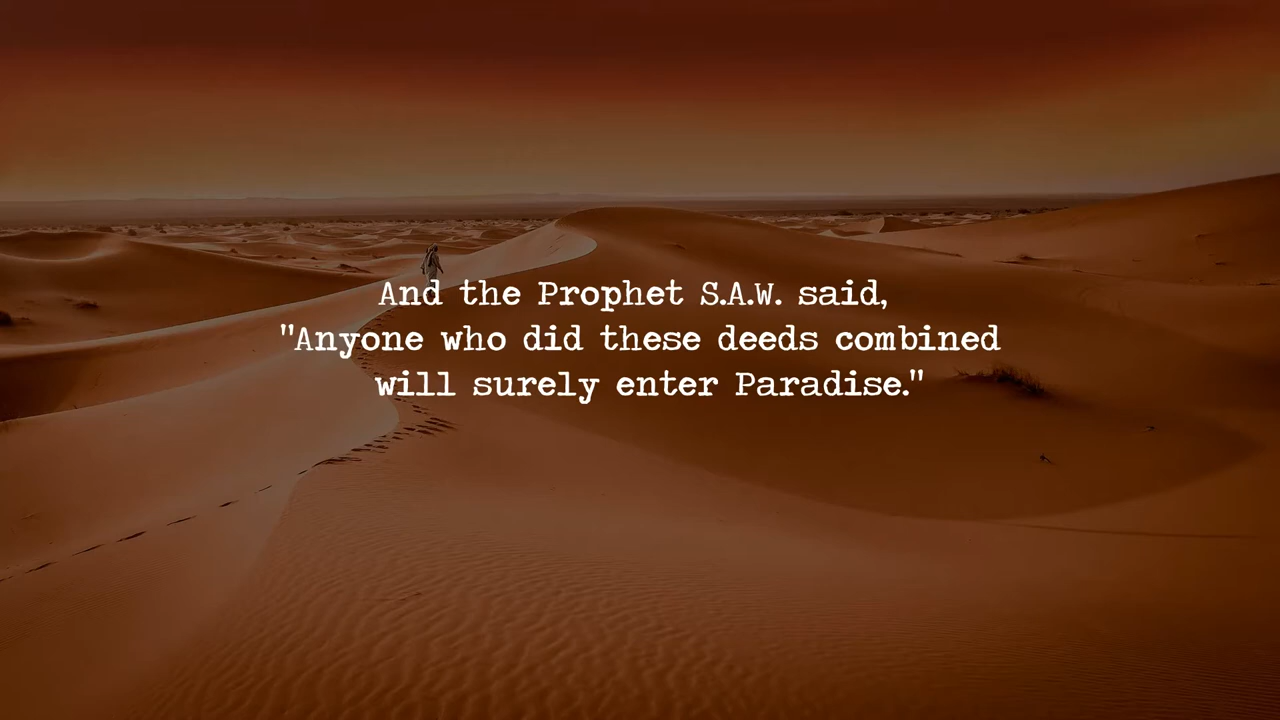 And the Prophet S.A.W. said,
"Anyone who did these deeds combined
will surely enter Paradise."